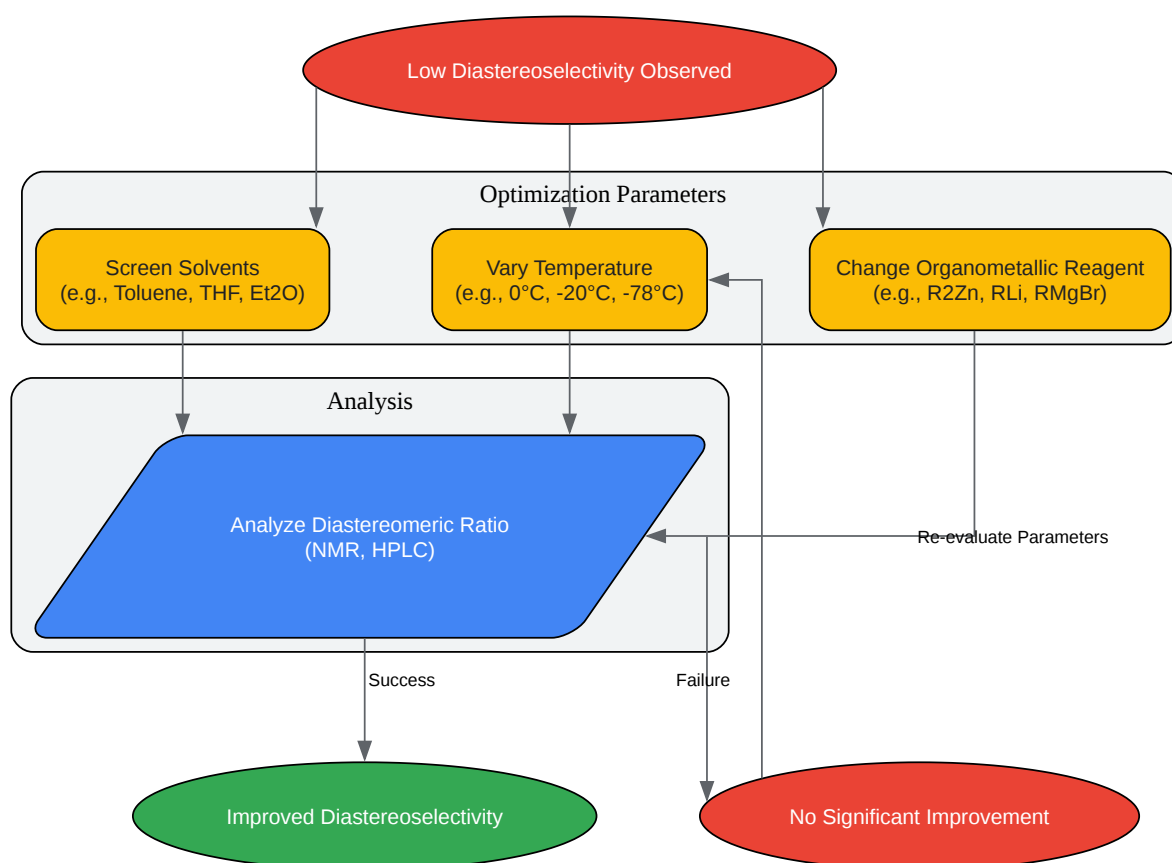 Low Diastereoselectivity Observed
Optimization Parameters
Screen Solvents
(e.g., Toluene, THF, Et2O)
Vary Temperature
(e.g., 0°C, -20°C, -78°C)
Change Organometallic Reagent
(e.g., R2Zn, RLi, RMgBr)
Analysis
Analyze Diastereomeric Ratio
(NMR, HPLC)
Re-evaluate Parameters
Success
Failure
Improved Diastereoselectivity
No Significant Improvement